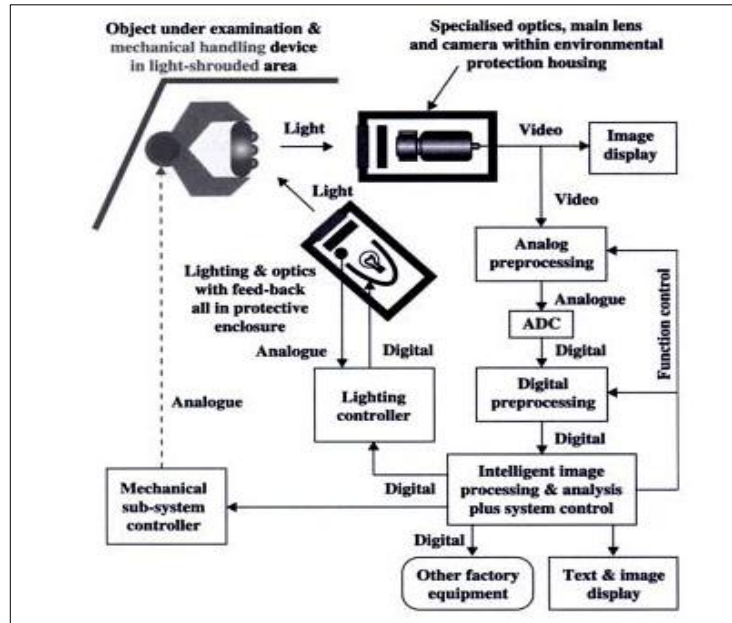 Object under examination &
mechanical handling device
in light-shrouded area
Specialised optics, main lens
and camera within environmental
protection housing
Light
Video
Image
display
Light
Video
Analog
preprocessing
Lighting & optics
with feed-back
all in protective
enclosure
Analogue
ADC
Function control
Analogue
Digital
Digital
Lighting
controller
Digital
preprocessing
Analogue
Digital
Mechanical
sub-system
controller
Digital
Intelligent image
processing & analysis
plus system control
Digital
Other factory
equipment
Text & image
display